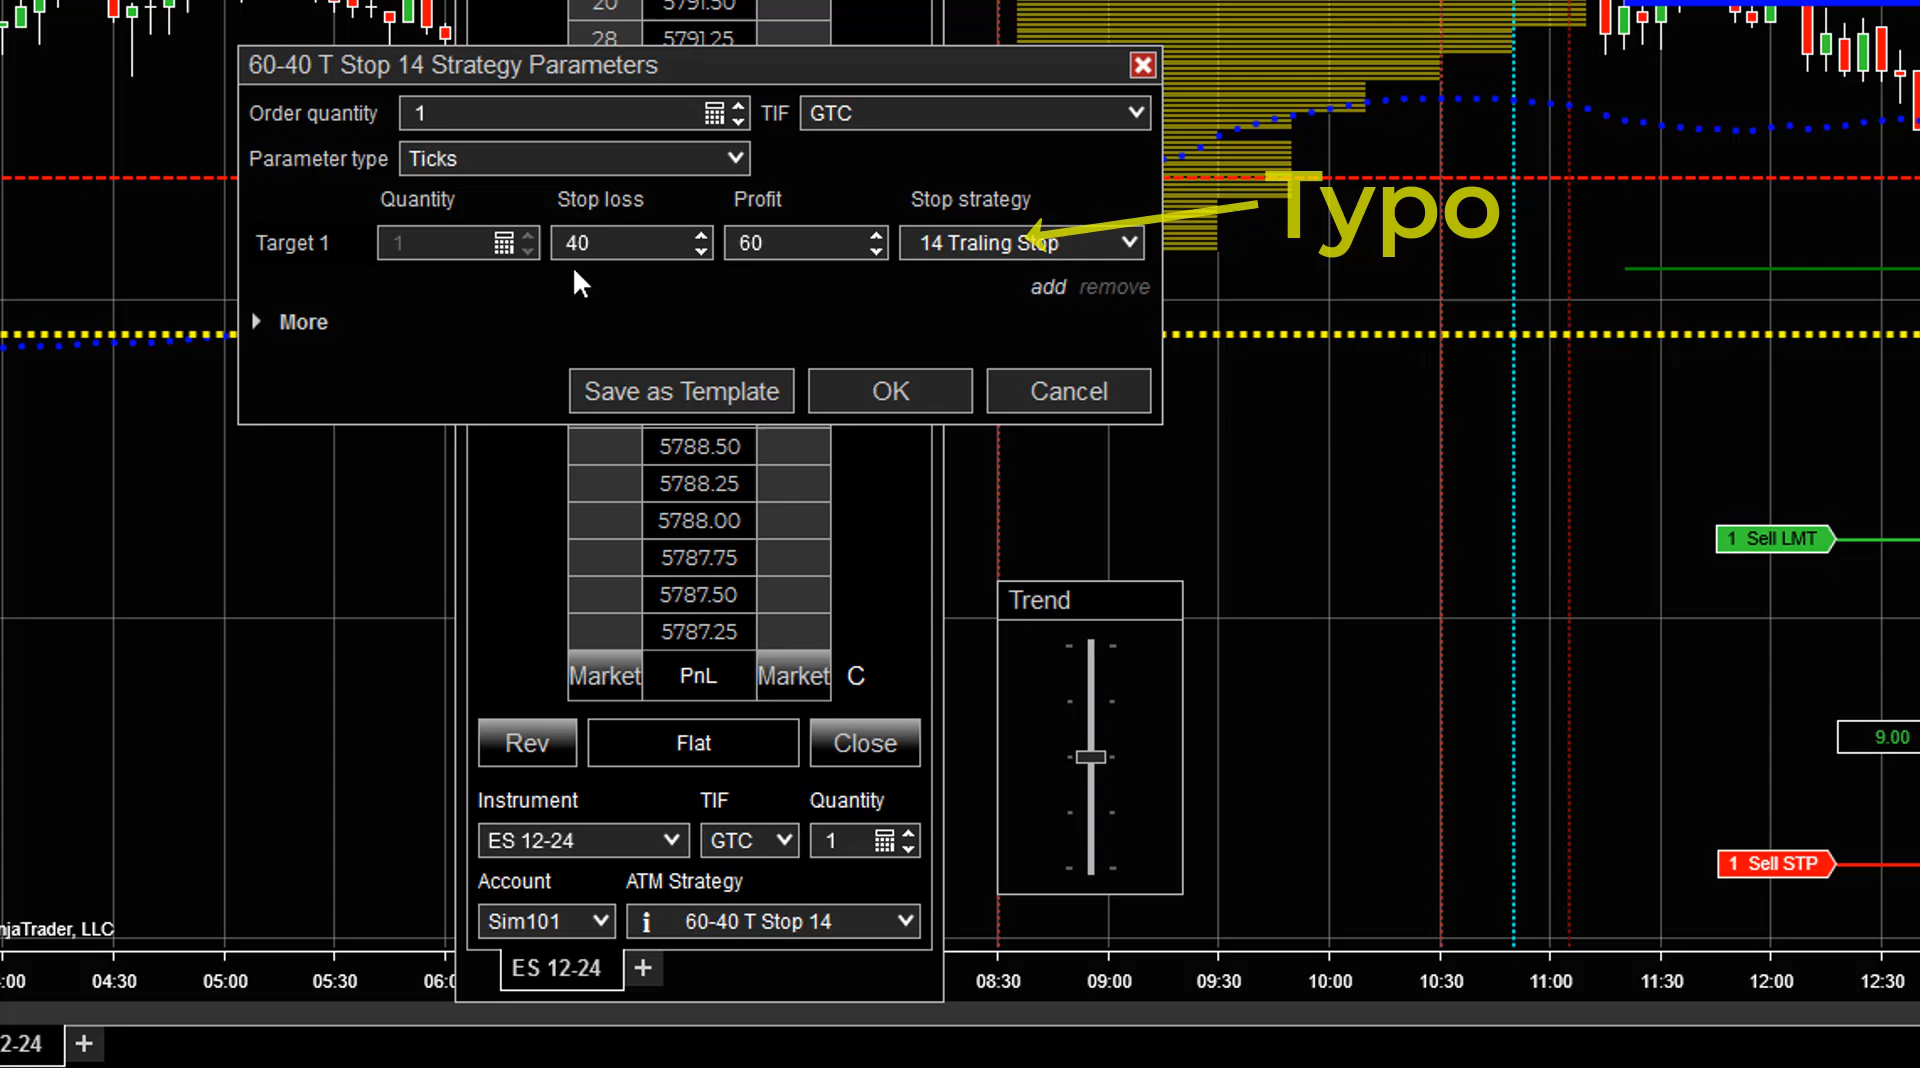 20 5791.50
28 5791.25
60-40 T Stop 14 Strategy Parameters
Order quantity 1 TIF GTC
Parameter type Ticks
Quantity Stop loss Profit Stop strategy
Typo
Target 1 1 40 60 14 Traling Stop
add remove
More
Save as Template OK Cancel
5788.50
5788.25
5788.00
1 Sell LMT
5787.75
5787.50
Trend
5787.25
Market PnL Market C
Rev Flat Close
9.00
Instrument TIF Quantity
ES 12-24 GTC 1
1 Sell STP
Account ATM Strategy
Sim101 i 60-40 T Stop 14
njaTrader, LLC
ES 12-24 +
:00 04:30 05:00 05:30 06:0 08:30 09:00 09:30 10:00 10:30 11:00 11:30 12:00 12:30
2-24 +